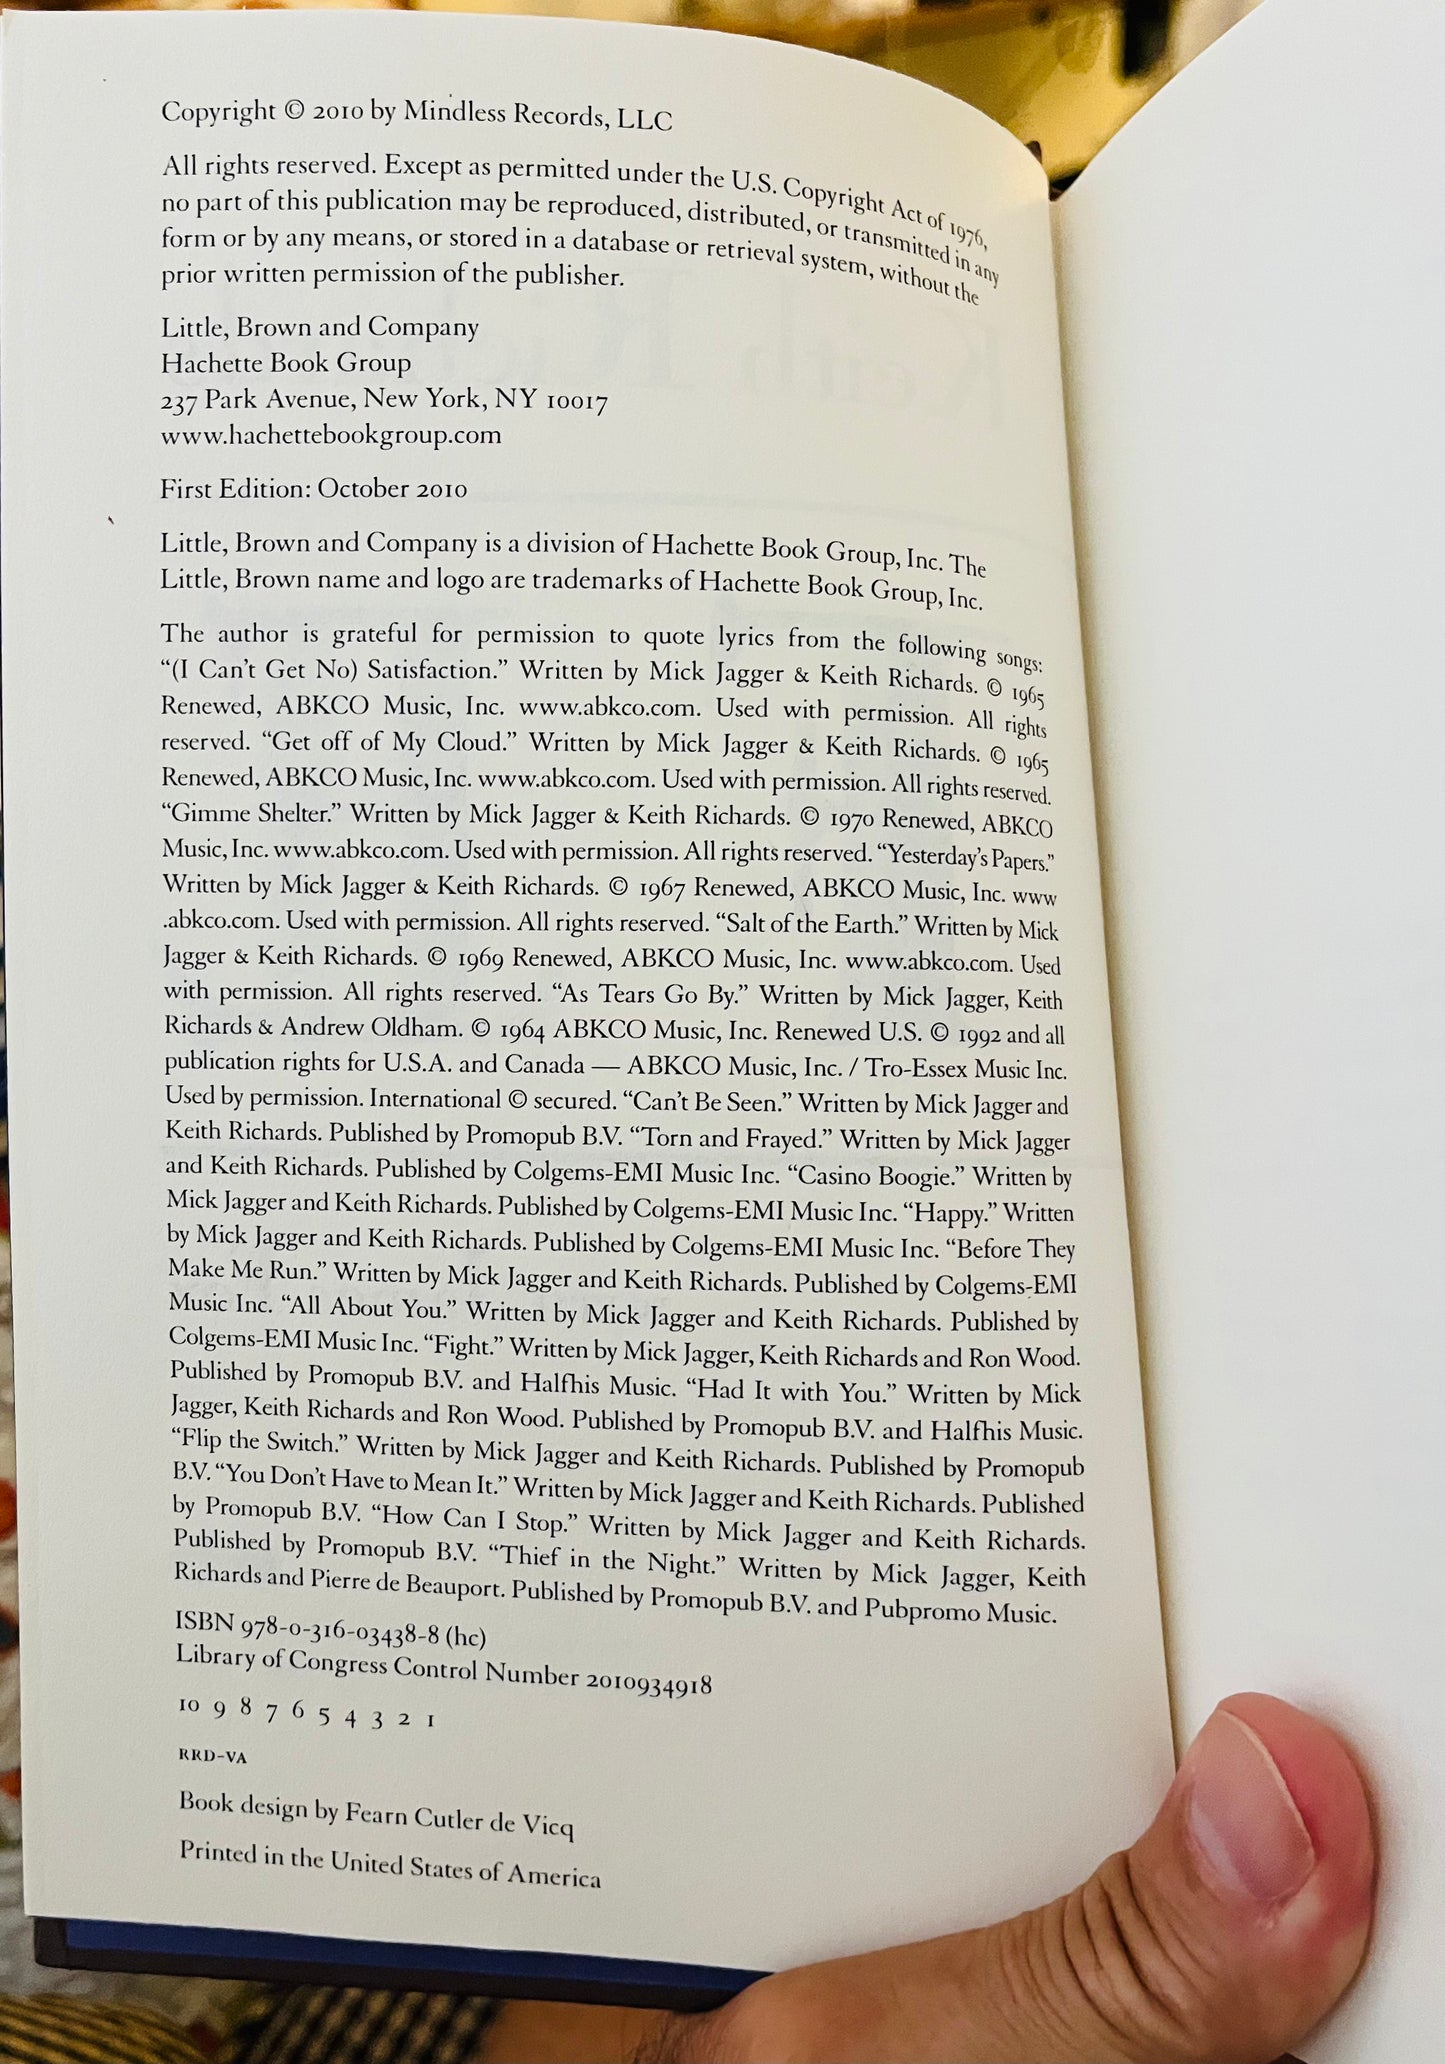 Copyright © 2010 by Mindless Records, LLC
All rights reserved. Except as permitted under the U.S. Copyright Act of 1976,
no part of this publication may be reproduced, distributed, or transmitted in any
form or by any means, or stored in a database or retrieval system, without the
prior written permission of the publisher.
Little, Brown and Company
Hachette Book Group
237 Park Avenue, New York, NY 10017
www.hachettebookgroup.com
First Edition: October 2010
Little, Brown and Company is a division of Hachette Book Group, Inc. The
Little, Brown name and logo are trademarks of Hachette Book Group, Inc.
The author is grateful for permission to quote lyrics from the following songs:
“(I Can’t Get No) Satisfaction.” Written by Mick Jagger & Keith Richards. © 1965
Renewed, ABKCO Music, Inc. www.abkco.com. Used with permission. All rights
reserved. “Get off of My Cloud.” Written by Mick Jagger & Keith Richards. © 1965
Renewed, ABKCO Music, Inc. www.abkco.com. Used with permission. All rights reserved.
“Gimme Shelter.” Written by Mick Jagger & Keith Richards. © 1970 Renewed, ABKCO
Music, Inc. www.abkco.com. Used with permission. All rights reserved. “Yesterday’s Papers.”
Written by Mick Jagger & Keith Richards. © 1967 Renewed, ABKCO Music, Inc. www
.abkco.com. Used with permission. All rights reserved. “Salt of the Earth.” Written by Mick
Jagger & Keith Richards. © 1969 Renewed, ABKCO Music, Inc. www.abkco.com. Used
with permission. All rights reserved. “As Tears Go By.” Written by Mick Jagger, Keith
Richards & Andrew Oldham. © 1964 ABKCO Music, Inc. Renewed U.S. © 1992 and all
publication rights for U.S.A. and Canada — ABKCO Music, Inc. / Tro-Essex Music Inc.
Used by permission. International © secured. “Can’t Be Seen.” Written by Mick Jagger and
Keith Richards. Published by Promopub B.V. “Torn and Frayed.” Written by Mick Jagger
and Keith Richards. Published by Colgems-EMI Music Inc. “Casino Boogie.” Written by
Mick Jagger and Keith Richards. Published by Colgems-EMI Music Inc. “Happy.” Written
by Mick Jagger and Keith Richards. Published by Colgems-EMI Music Inc. “Before They
Make Me Run.” Written by Mick Jagger and Keith Richards. Published by Colgems-EMI
Music Inc. “All About You.” Written by Mick Jagger and Keith Richards. Published by
Colgems-EMI Music Inc. “Fight.” Written by Mick Jagger, Keith Richards and Ron Wood.
Published by Promopub B.V. and Halfhis Music. “Had It with You.” Written by Mick
Jagger, Keith Richards and Ron Wood. Published by Promopub B.V. and Halfhis Music.
“Flip the Switch.” Written by Mick Jagger and Keith Richards. Published by Promopub
B.V. “You Don’t Have to Mean It.” Written by Mick Jagger and Keith Richards. Published
by Promopub B.V. “How Can I Stop.” Written by Mick Jagger and Keith Richards.
Published by Promopub B.V. “Thief in the Night.” Written by Mick Jagger, Keith
Richards and Pierre de Beauport. Published by Promopub B.V. and Pubpromo Music.
ISBN 978-0-316-03438-8 (hc)
Library of Congress Control Number 2010934918
10 9 8 7 6 5 4 3 2 1
RRD-VA
Book design by Fearn Cutler de Vicq
Printed in the United States of America